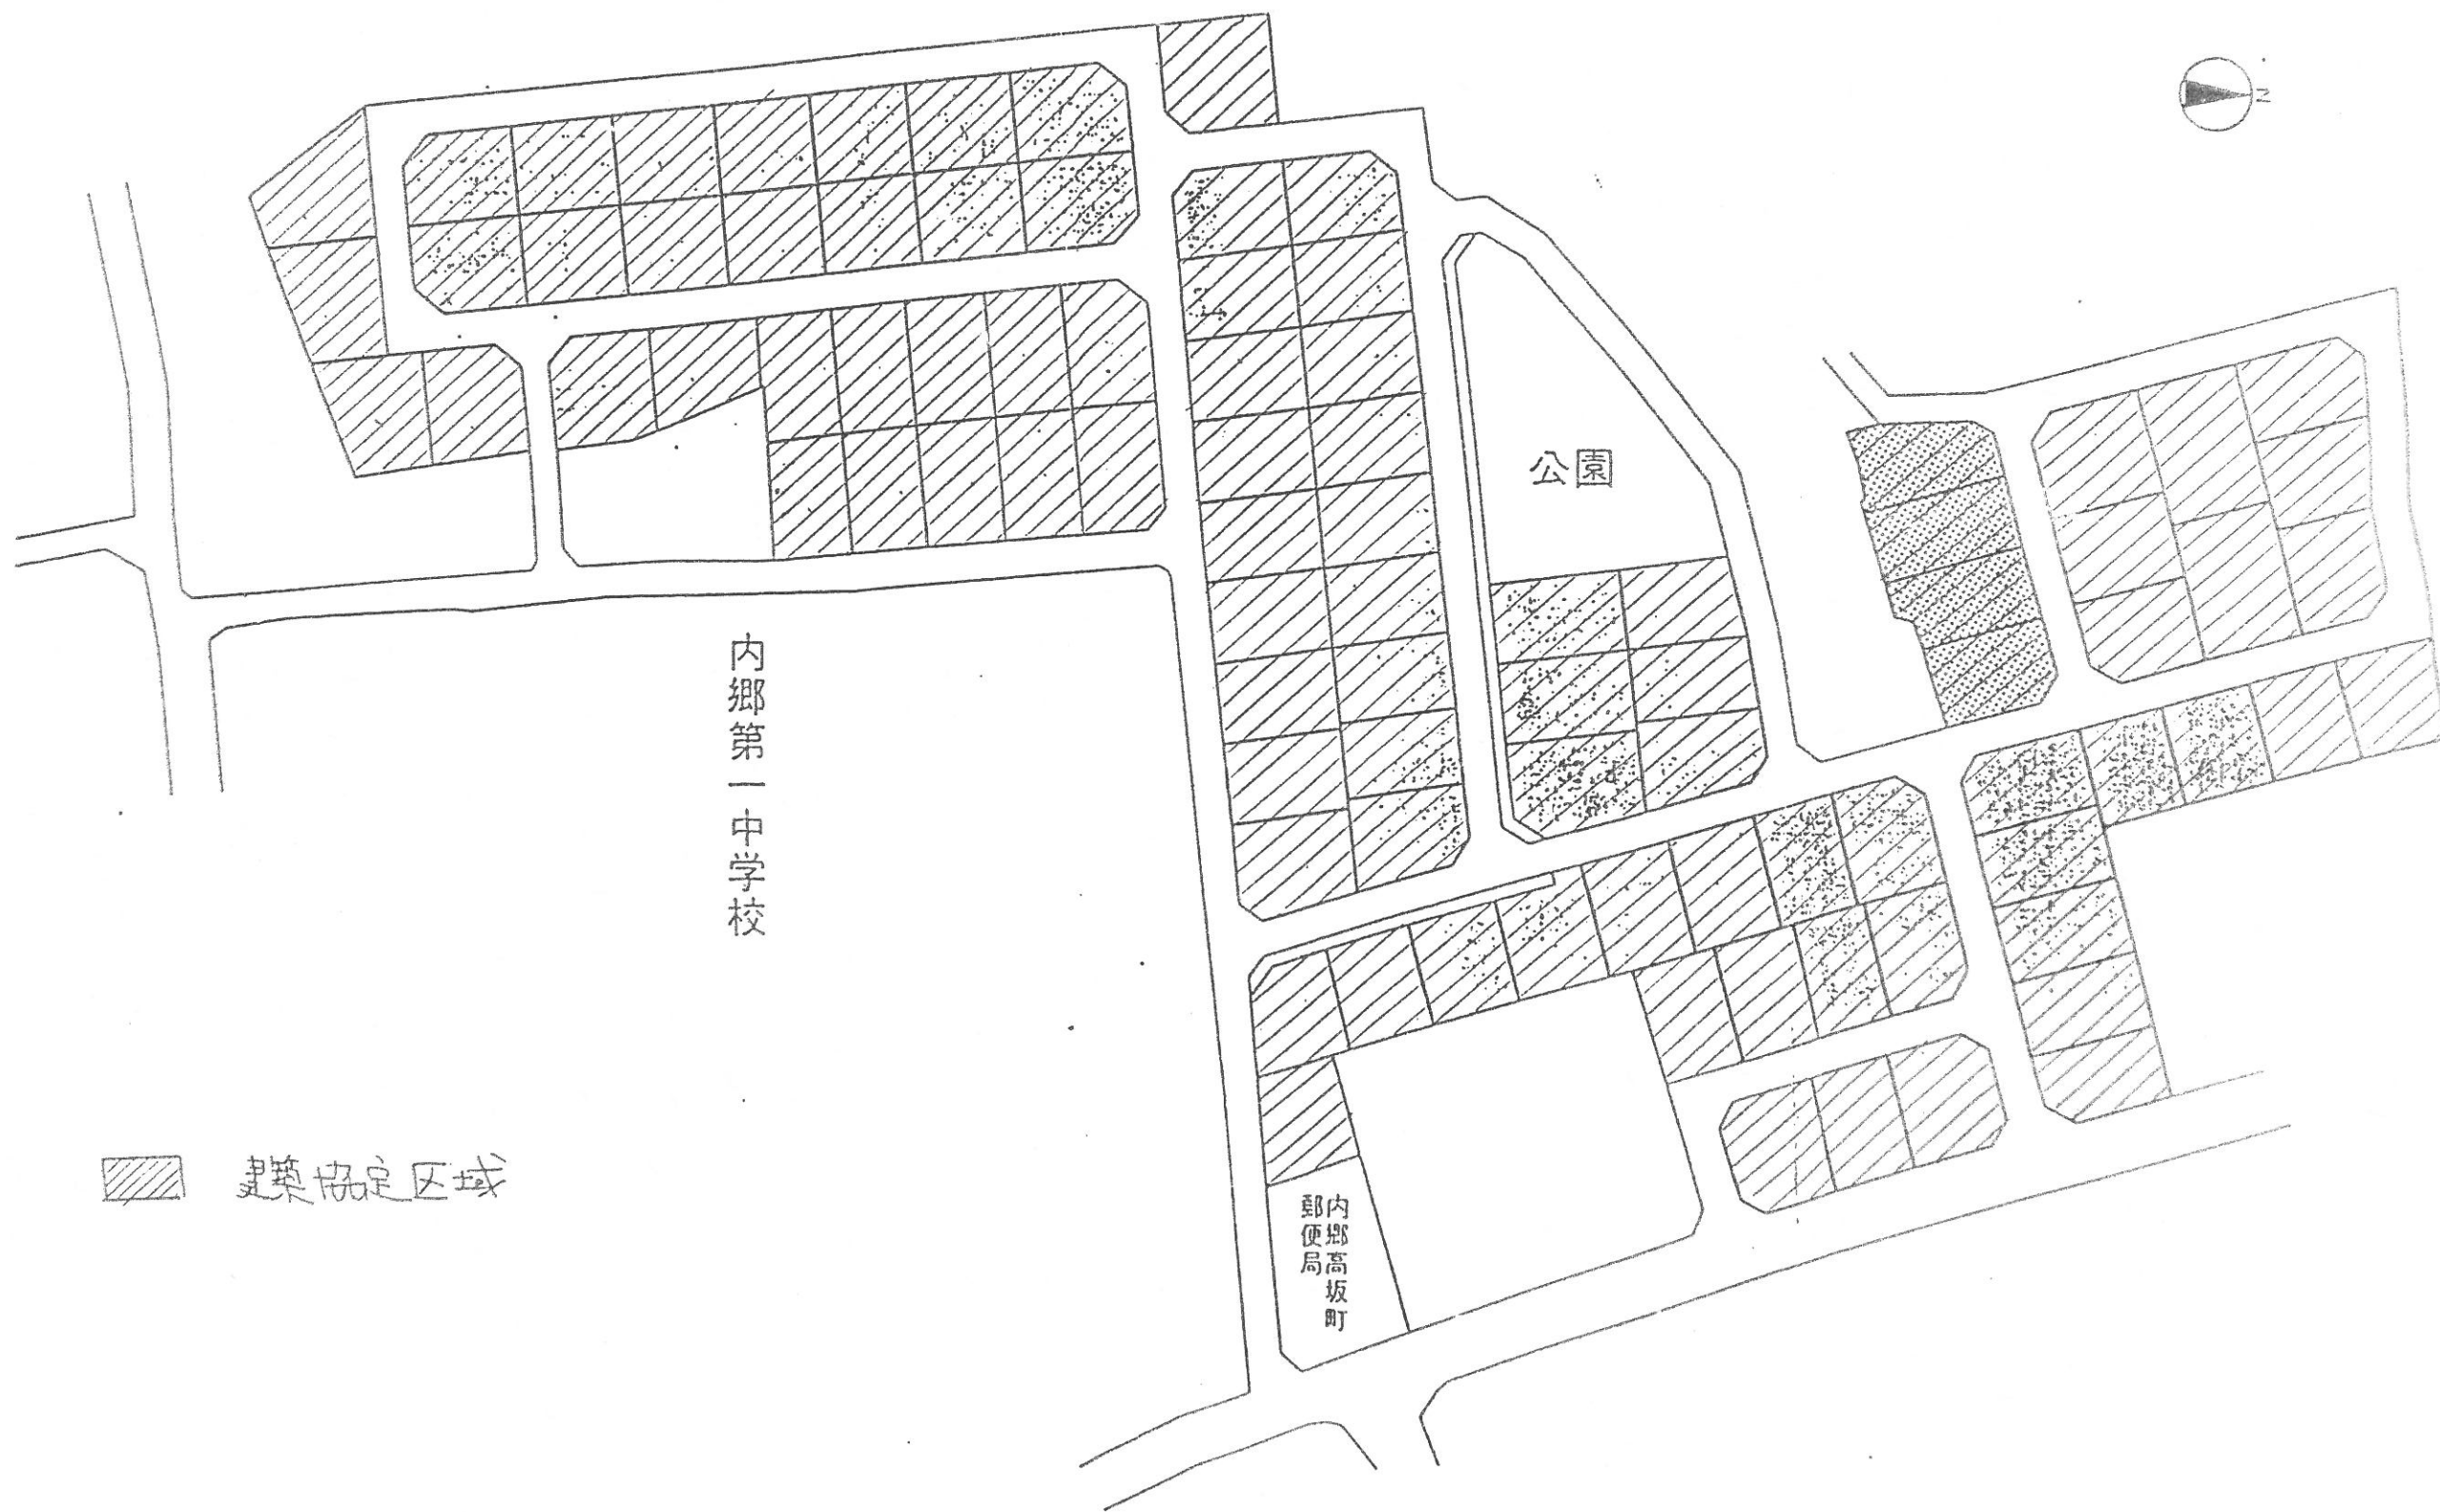 N
公園
内郷第一中学校
建築協定区域
内郷高坂町
郵便局